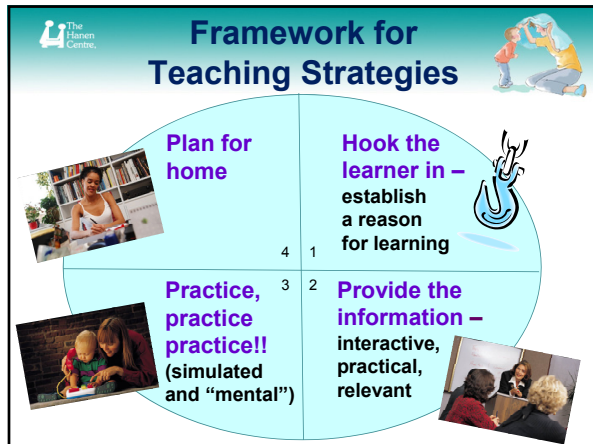 The
Hanen
Centre,
Framework for
Teaching Strategies
Plan for
home
4
Hook the
learner in –
establish
a reason
for learning
1
Practice,
practice
practice!!
(simulated
and “mental”)
3
2
Provide the
information –
interactive,
practical,
relevant